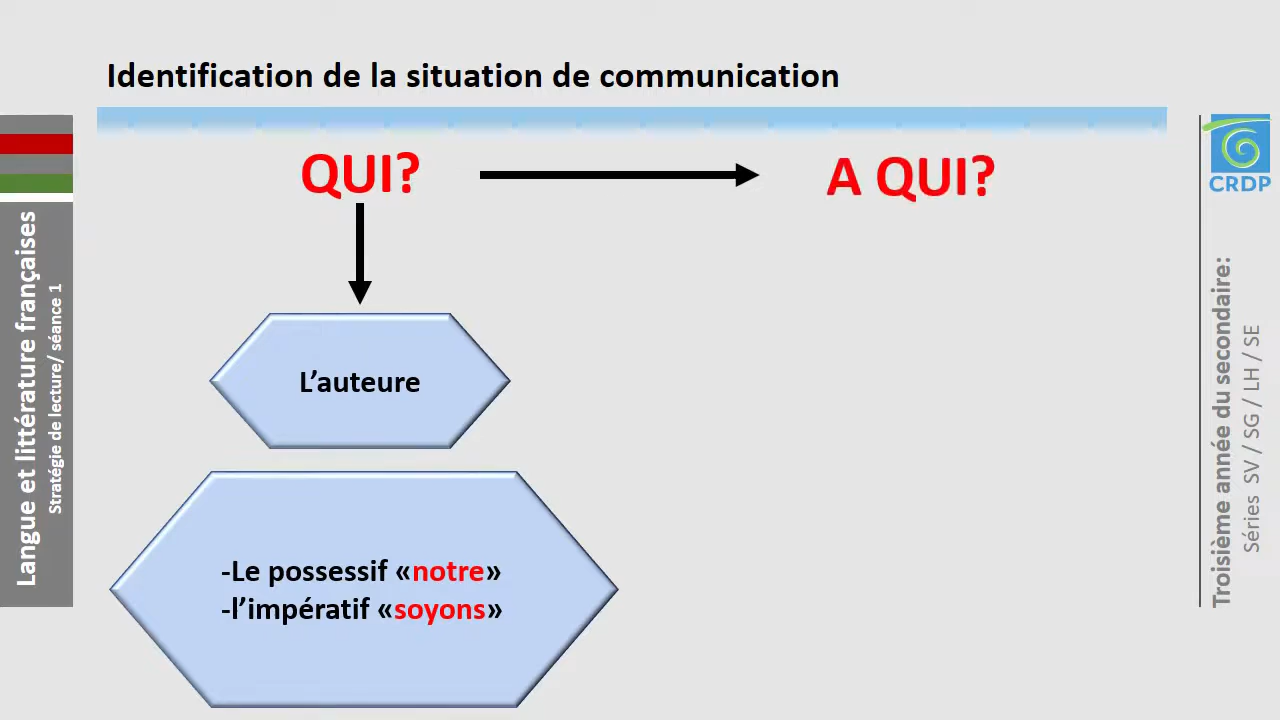 Identification de la situation de communication
QUI?
A QUI?
L’auteure
-Le possessif «notre»
-l’impératif «soyons»
Langue et littérature françaises
Stratégie de lecture/ séance 1
CRDP
Troisième année du secondaire:
Séries SV / SG / LH / SE